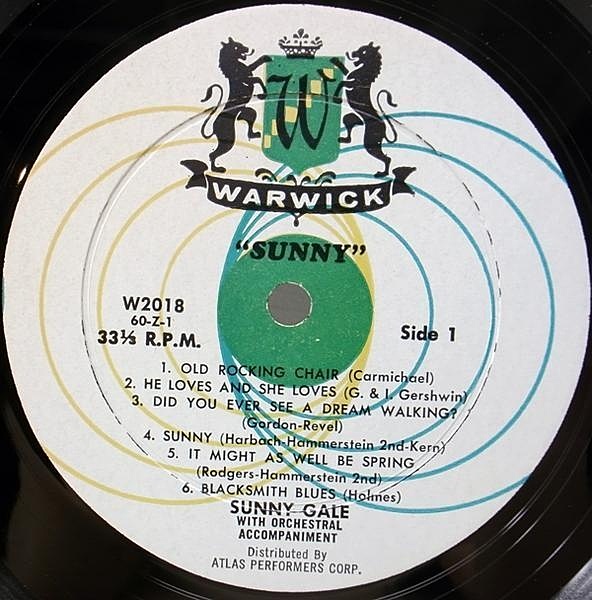 W
WARWICK
"SUNNY"
W2018
60-Z-1
33⅓ R.P.M.
Side 1
1. OLD ROCKING CHAIR (Carmichael)
2. HE LOVES AND SHE LOVES (G. & I. Gershwin)
3. DID YOU EVER SEE A DREAM WALKING?
(Gordon-Revel)
4. SUNNY (Harbach-Hammerstein 2nd-Kern)
5. IT MIGHT AS WELL BE SPRING
(Rodgers-Hammerstein 2nd)
6. BLACKSMITH BLUES (Holmes)
SUNNY GALE
WITH ORCHESTRAL
ACCOMPANIMENT
Distributed By
ATLAS PERFORMERS CORP.